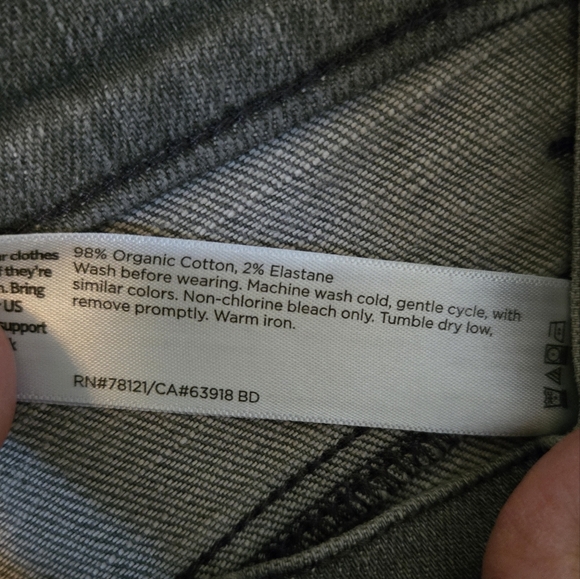 r clothes
they're
. Bring
US
support
k
98% Organic Cotton, 2% Elastane
Wash before wearing. Machine wash cold, gentle cycle, with
similar colors. Non-chlorine bleach only. Tumble dry low,
remove promptly. Warm iron.
RN#78121/CA#63918 BD